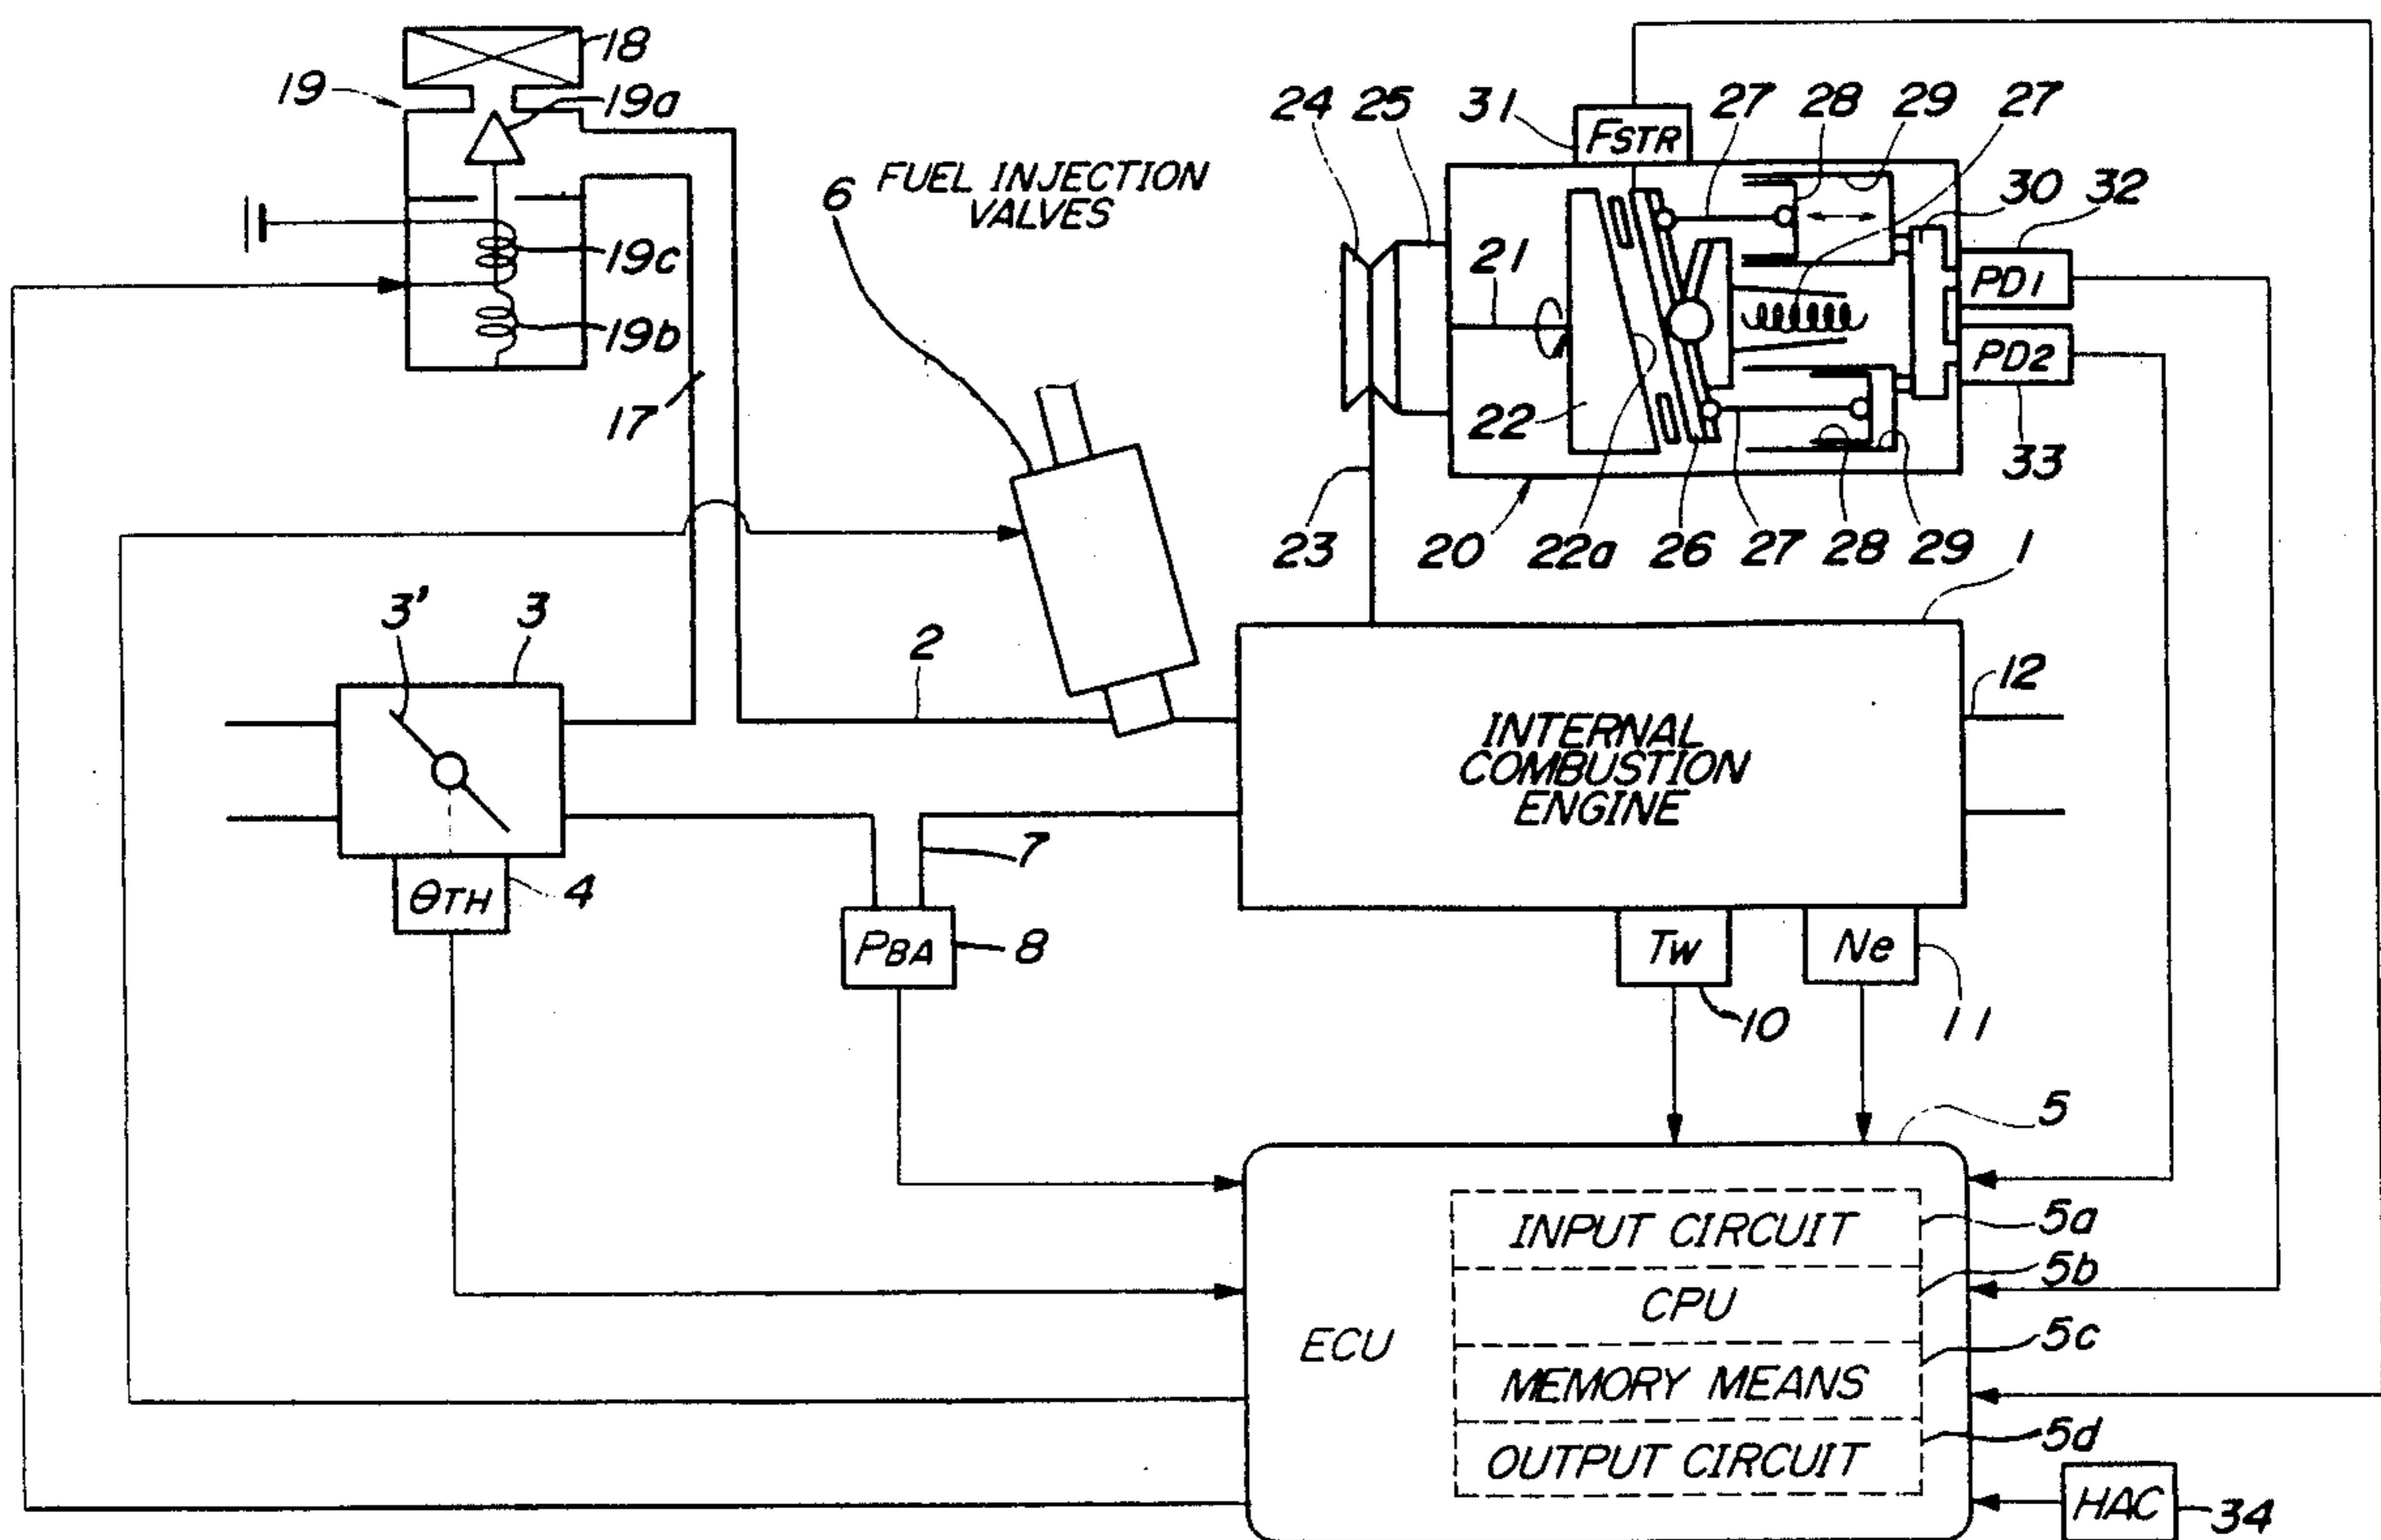 18
19
19a
24
25
31
FSTR
27
28
29
27
6
FUEL INJECTION
VALVES
30
32
19c
21
PD1
19b
PD2
17
22
33
23
20
22a
26
27
28
29
1
3'
3
2
12
INTERNAL
COMBUSTION
ENGINE
7
θTH
4
PBA
8
TW
Ne
10
11
5
INPUT CIRCUIT
5a
CPU
5b
ECU
5c
MEMORY MEANS
5d
OUTPUT CIRCUIT
HAC
34